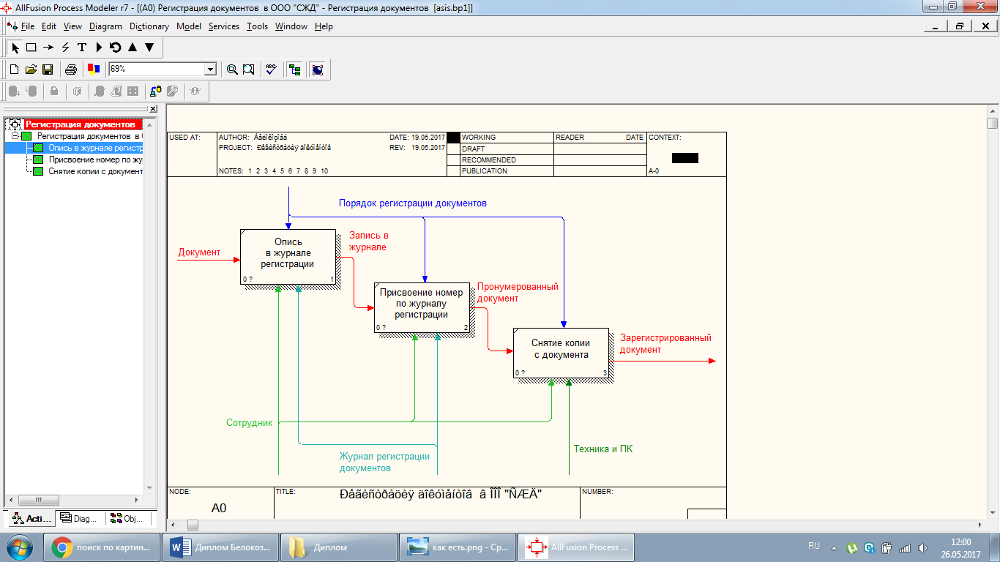 AllFusion Process Modeler r7 - [(A0) Регистрация документов в ООО "СЖД" - Регистрация документов [asis.bp1]]
File Edit View Diagram Dictionary Model Services Tools Window Help
69%
Регистрация документов
Регистрация документов в
Опись в журнале регистр
Присвоение номер по жу
Снятие копии с документ
Acti...
Diag...
Obj...
USED AT:
AUTHOR: Áåëîêîçîâà
DATE: 19.05.2017
PROJECT: Ðåãèñòðàöèÿ äîêóìåíòîâ
REV: 19.05.2017
NOTES: 1 2 3 4 5 6 7 8 9 10
WORKING
DRAFT
RECOMMENDED
PUBLICATION
READER DATE
CONTEXT:
A-0
Порядок регистрации документов
Документ
Опись
в журнале
регистрации
0 ? 1
Запись в
журнале
Присвоение номер
по журналу
регистрации
0 ? 2
Пронумерованный
документ
Снятие копии
с документа
0 ? 3
Зарегистрированный
документ
Сотрудник
Журнал регистрации
документов
Техника и ПК
NODE:
A0
TITLE:
Ðåãèñòðàöèÿ äîêóìåíòîâ â ÎÎÎ "ÑÆÄ"
NUMBER:
поиск по картин...
Диплом Белокоз...
Диплом
как есть.png - Ср...
AllFusion Process ...
RU
12:00
26.05.2017